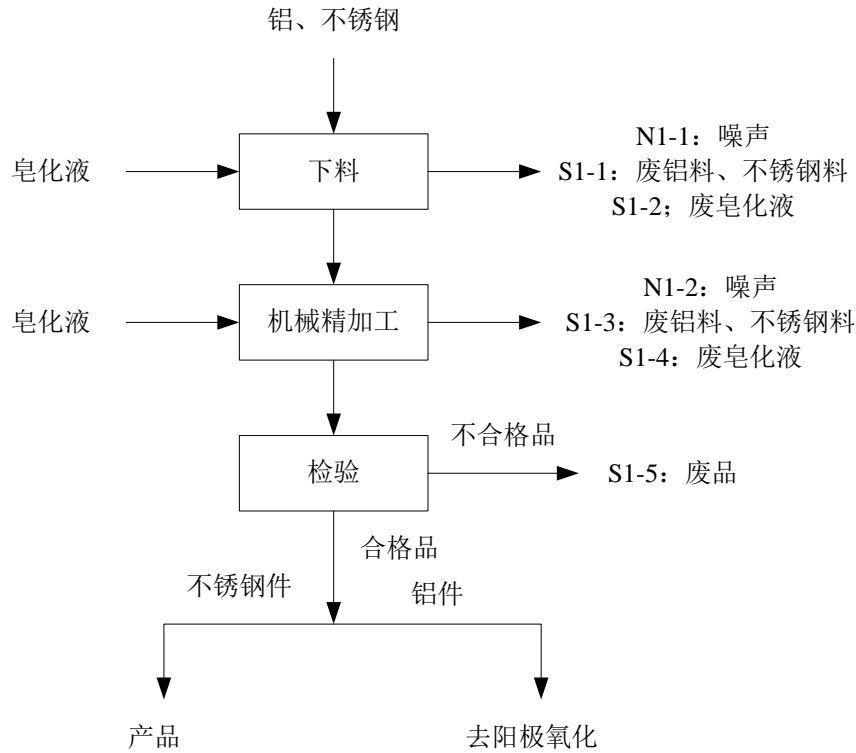 铝、不锈钢
皂化液
下料
N1-1：噪声
S1-1：废铝料、不锈钢料
S1-2；废皂化液
皂化液
机械精加工
N1-2：噪声
S1-3：废铝料、不锈钢料
S1-4：废皂化液
检验
不合格品
S1-5：废品
合格品
不锈钢件
铝件
产品
去阳极氧化